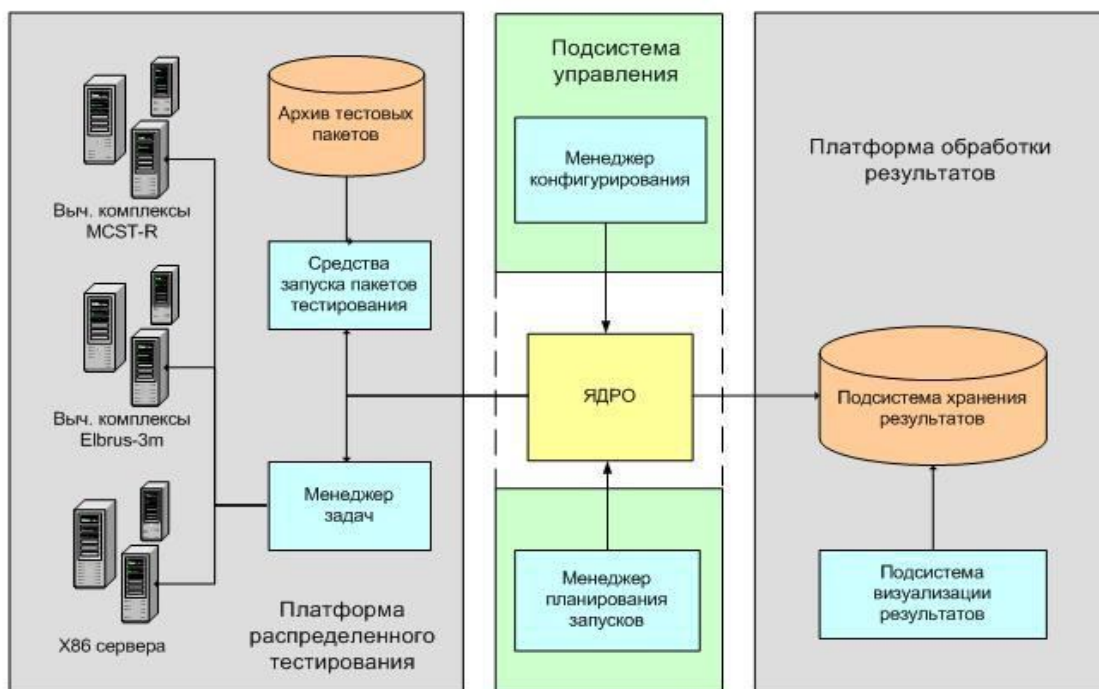 Выч. комплексы
MCST-R
Выч. комплексы
Elbrus-3m
X86 сервера
Архив тестовых
пакетов
Средства
запуска пакетов
тестирования
Менеджер
задач
Платформа
распределенного
тестирования
Подсистема
управления
Менеджер
конфигурирования
ЯДРО
Менеджер
планирования
запусков
Платформа обработки
результатов
Подсистема хранения
результатов
Подсистема
визуализации
результатов